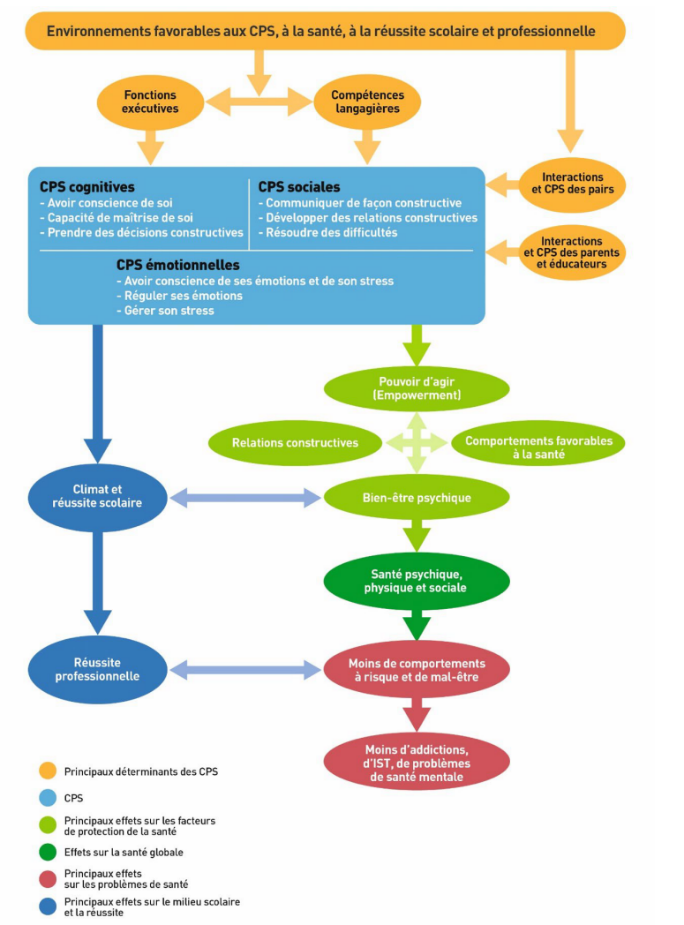 Environnements favorables aux CPS, à la santé, à la réussite scolaire et professionnelle
Fonctions
exécutives
Compétences
langagières
CPS cognitives
- Avoir conscience de soi
- Capacité de maîtrise de soi
- Prendre des décisions constructives
CPS sociales
- Communiquer de façon constructive
- Développer des relations constructives
- Résoudre des difficultés
Interactions
et CPS des pairs
Interactions
et CPS des parents
et éducateurs
CPS émotionnelles
- Avoir conscience de ses émotions et de son stress
- Réguler ses émotions
- Gérer son stress
Pouvoir d'agir
(Empowerment)
Relations constructives
Comportements favorables
à la santé
Climat et
réussite scolaire
Bien-être psychique
Santé psychique,
physique et sociale
Réussite
professionnelle
Moins de comportements
à risque et de mal-être
Moins d'addictions,
d'IST, de problèmes
de santé mentale
Principaux déterminants des CPS
CPS
Principaux effets sur les facteurs
de protection de la santé
Effets sur la santé globale
Principaux effets
sur les problèmes de santé
Principaux effets sur le milieu scolaire
et la réussite